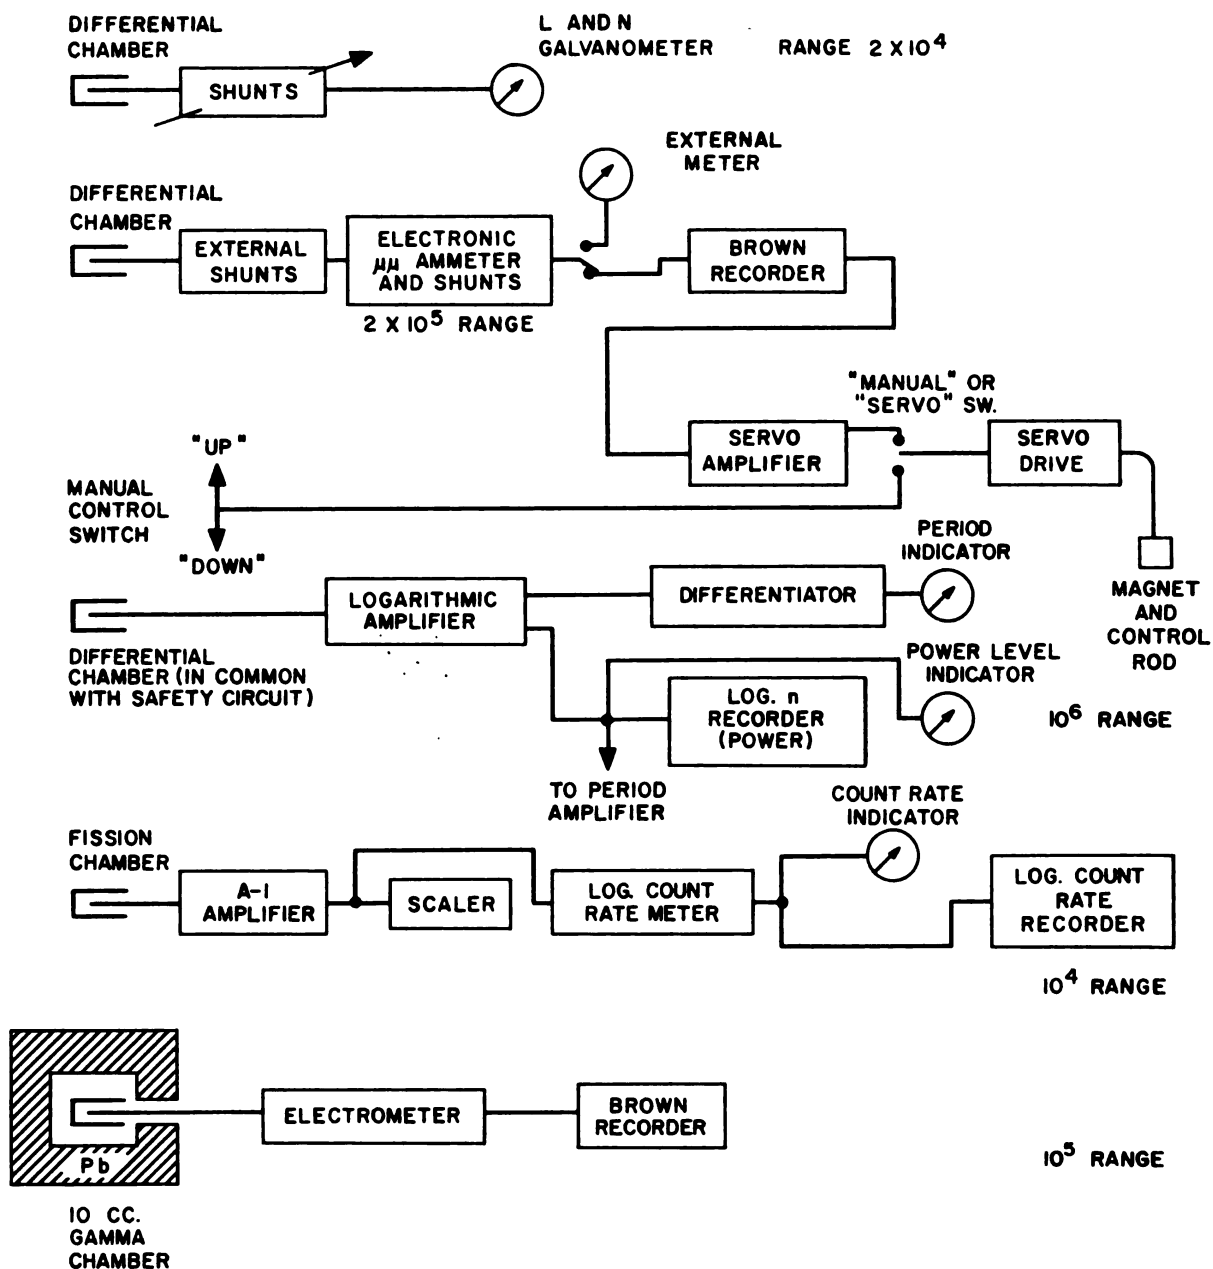 DIFFERENTIAL
CHAMBER
L AND N
GALVANOMETER
RANGE 2 X 10⁴
SHUNTS
EXTERNAL
METER
DIFFERENTIAL
CHAMBER
EXTERNAL
SHUNTS
ELECTRONIC
µµ AMMETER
AND SHUNTS
2 X 10⁵ RANGE
BROWN
RECORDER
"MANUAL" OR
"SERVO" SW.
SERVO
AMPLIFIER
SERVO
DRIVE
"UP"
MANUAL
CONTROL
SWITCH
"DOWN"
PERIOD
INDICATOR
MAGNET
AND
CONTROL
ROD
LOGARITHMIC
AMPLIFIER
DIFFERENTIATOR
DIFFERENTIAL
CHAMBER (IN COMMON
WITH SAFETY CIRCUIT)
POWER LEVEL
INDICATOR
LOG. n
RECORDER
(POWER)
10⁶ RANGE
TO PERIOD
AMPLIFIER
COUNT RATE
INDICATOR
FISSION
CHAMBER
A-1
AMPLIFIER
SCALER
LOG. COUNT
RATE METER
LOG. COUNT
RATE
RECORDER
10⁴ RANGE
Pb
ELECTROMETER
BROWN
RECORDER
10⁵ RANGE
10 CC.
GAMMA
CHAMBER